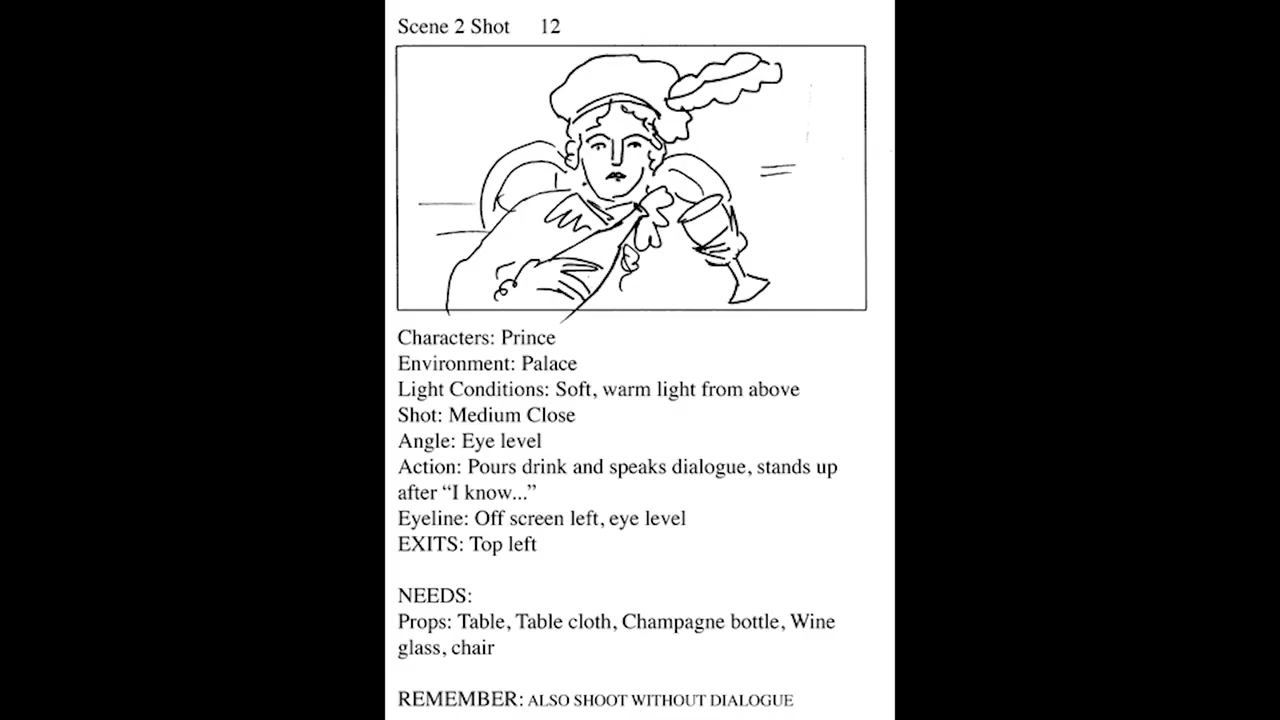 Scene 2 Shot 12
Characters: Prince
Environment: Palace
Light Conditions: Soft, warm light from above
Shot: Medium Close
Angle: Eye level
Action: Pours drink and speaks dialogue, stands up
after “I know...”
Eyeline: Off screen left, eye level
EXITS: Top left
NEEDS:
Props: Table, Table cloth, Champagne bottle, Wine
glass, chair
REMEMBER: ALSO SHOOT WITHOUT DIALOGUE